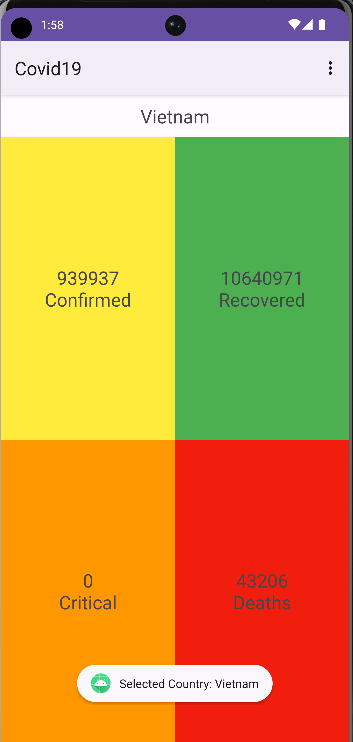 1:58
Covid19
Vietnam
939937
Confirmed
10640971
Recovered
0
Critical
43206
Deaths
Selected Country: Vietnam